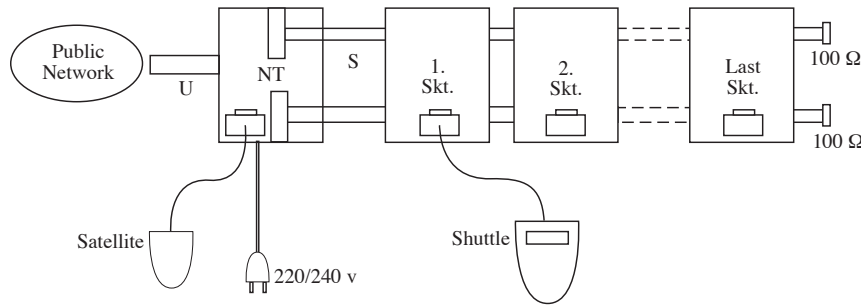 Public
Network
U
NT
S
1.
Skt.
2.
Skt.
Last
Skt.
100 Ω
100 Ω
Satellite
220/240 v
Shuttle